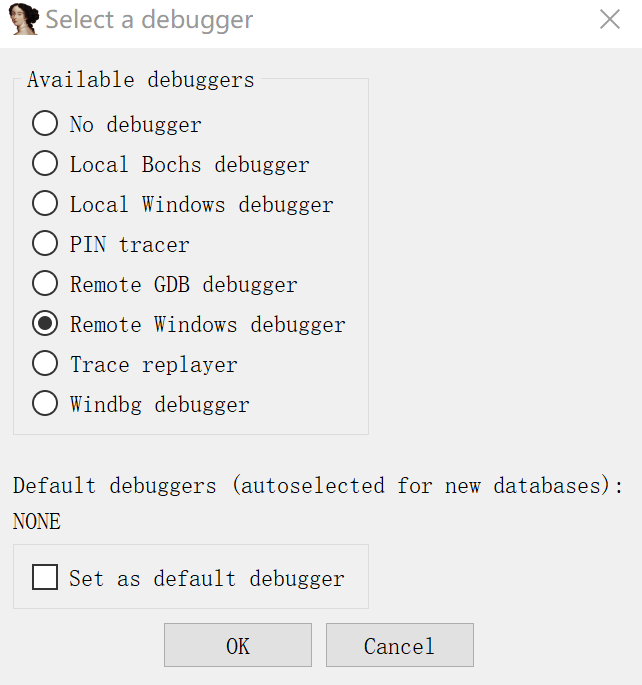 Select a debugger
Available debuggers
No debugger
Local Bochs debugger
Local Windows debugger
PIN tracer
Remote GDB debugger
Remote Windows debugger
Trace replayer
Windbg debugger
Default debuggers (autoselected for new databases):
NONE
Set as default debugger
OK
Cancel